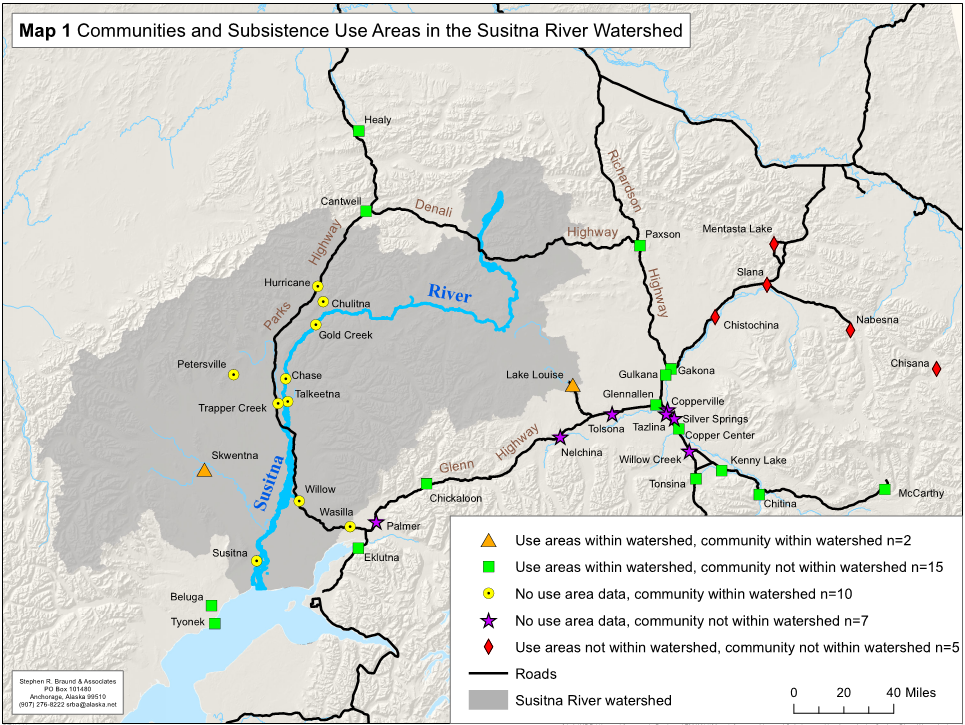 Map 1 Communities and Subsistence Use Areas in the Susitna River Watershed
Healy
Cantwell
Denali
Highway
Richardson
Highway
Paxson
Mentasta Lake
Slana
Hurricane
Highway
Parks
Chulitna
River
Gold Creek
Chistochina
Nabesna
Chisana
Petersville
Chase
Talkeetna
Trapper Creek
Lake Louise
Gulkana
Gakona
Glennallen
Copperville
Silver Springs
Tolsona
Tazlina
Copper Center
Nelchina
Willow Creek
Kenny Lake
Skwentna
Susitna
Glenn
Highway
Tonsina
Chickaloon
Chitina
McCarthy
Willow
Wasilla
Palmer
Susitna
Eklutna
Beluga
Tyonek
Use areas within watershed, community within watershed n=2
Use areas within watershed, community not within watershed n=15
No use area data, community within watershed n=10
No use area data, community not within watershed n=7
Use areas not within watershed, community not within watershed n=5
Roads
Susitna River watershed
0 20 40 Miles
Stephen R. Braund & Associates
PO Box 101480
Anchorage, Alaska 99510
(907) 276-8222 srba@alaska.net